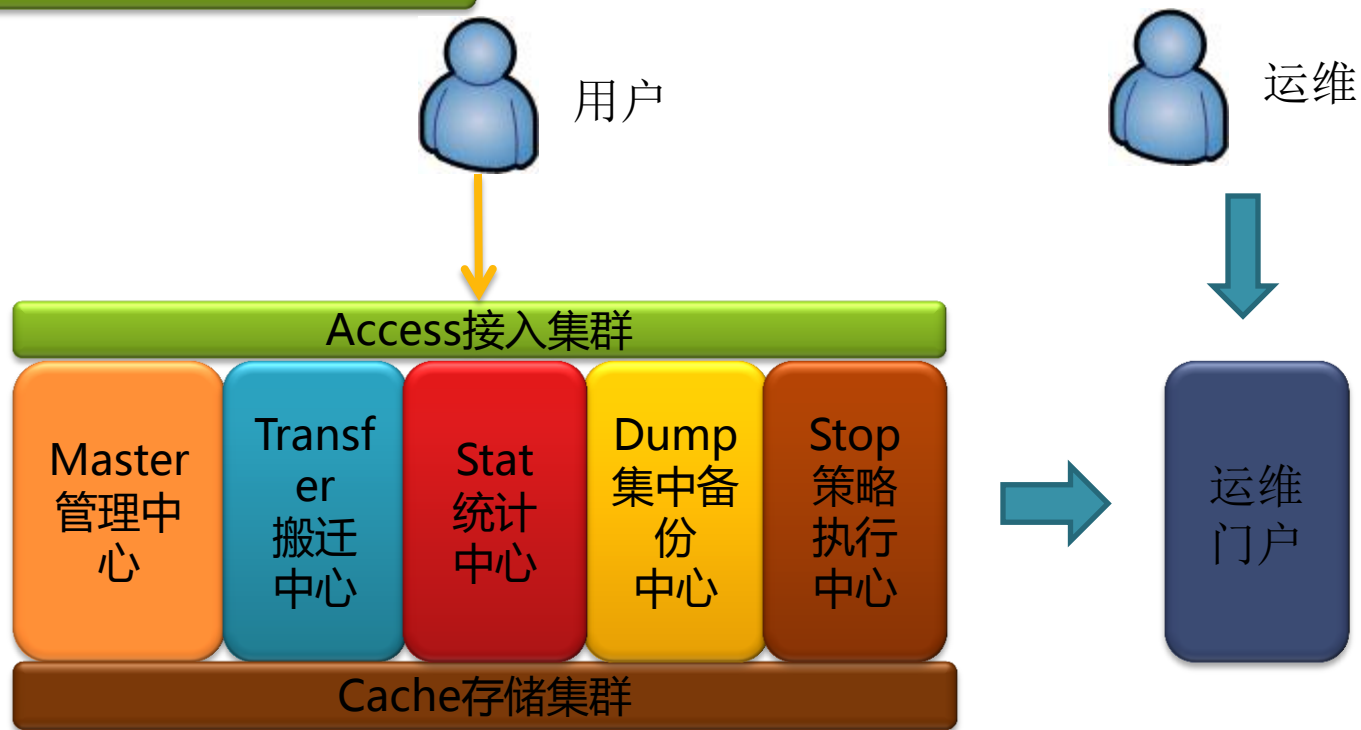 用户
运维
Access接入集群
Master
管理中
心
Transf
er
搬迁
中心
Stat
统计
中心
Dump
集中备
份
中心
Stop
策略
执行
中心
运维
门户
Cache存储集群